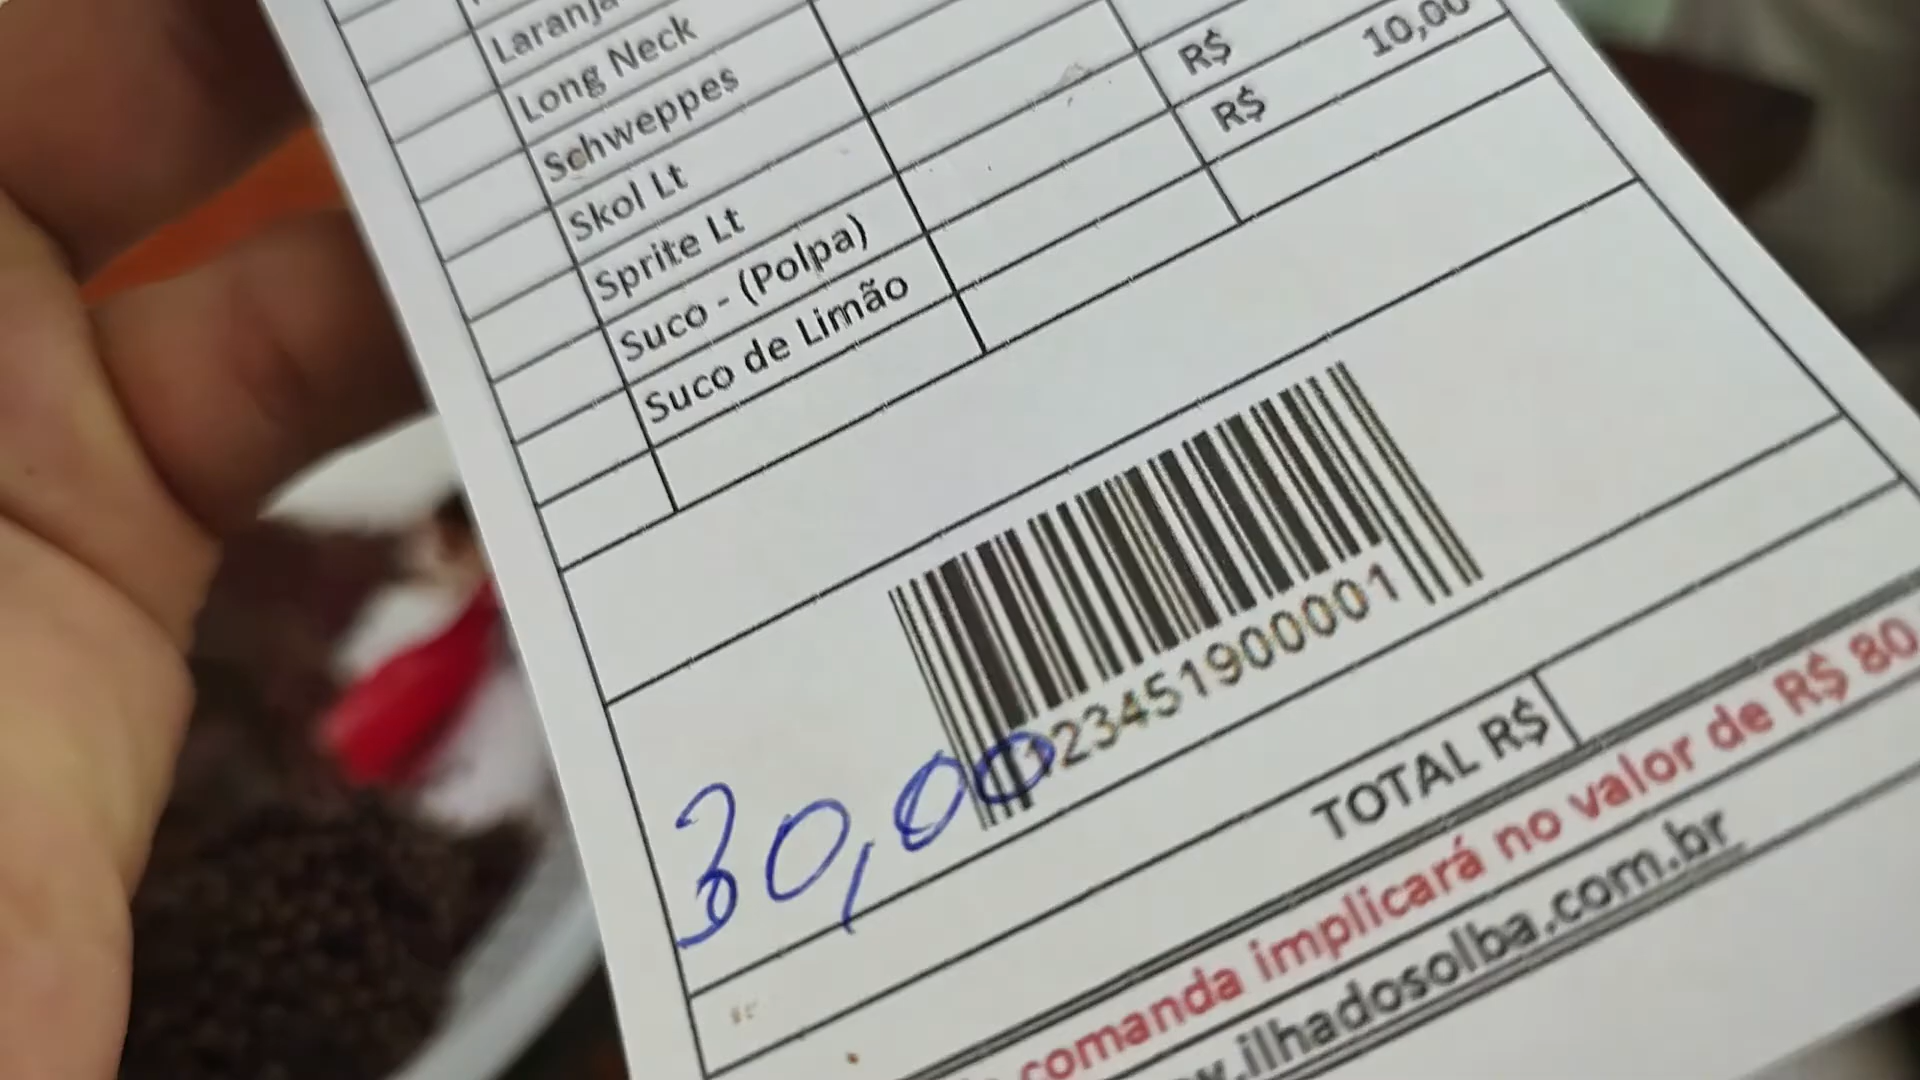 Laranja
Long Neck
Schweppes
Skol Lt
Sprite Lt
Suco - (Polpa) R$ 10,00
Suco de Limão R$
123451900001
30,00
TOTAL R$
comanda implicará no valor de R$ 80
.ilhadosolba.com.br